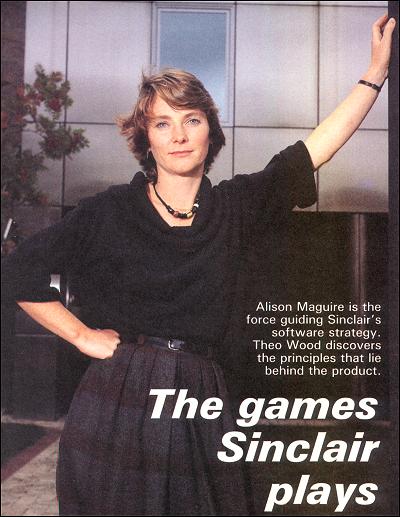 Alison Maguire is the
force guiding Sinclair's
software strategy.
Theo Wood discovers
the principles that lie
behind the product.
The games
Sinclair
plays